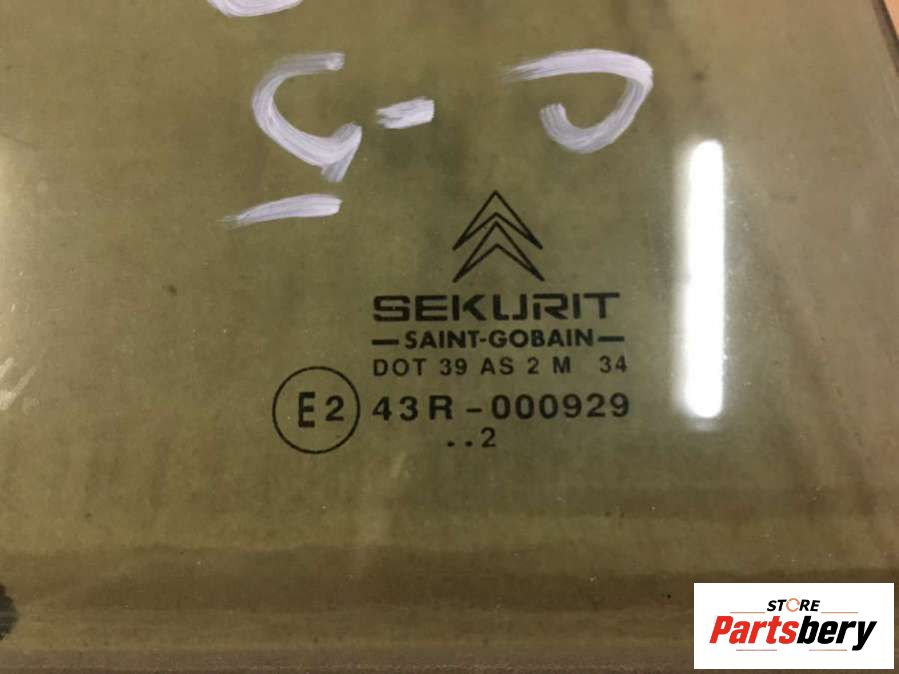 SEKURIT
SAINT-GOBAIN
DOT 39 AS 2 M 34
E2 43R-000929
..2
STORE
Partsbery